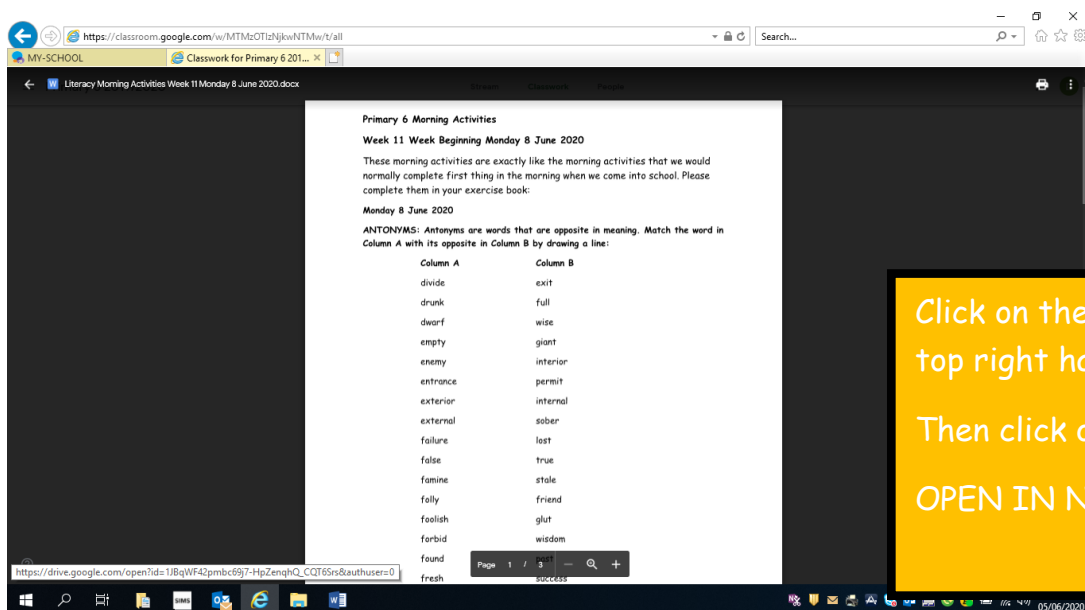 https://classroom.google.com/w/MTMzOTIzNjkwNTMw/t/all
Search...
MY-SCHOOL
Classwork for Primary 6 201...
W Literacy Morning Activities Week 11 Monday 8 June 2020.docx
Stream Classwork People
Primary 6 Morning Activities
Week 11 Week Beginning Monday 8 June 2020
These morning activities are exactly like the morning activities that we would
normally complete first thing in the morning when we come into school. Please
complete them in your exercise book:
Monday 8 June 2020
ANTONYMS: Antonyms are words that are opposite in meaning. Match the word in
Column A with its opposite in Column B by drawing a line:
Column A Column B
divide exit
drunk full
dwarf wise
empty giant
enemy interior
entrance permit
exterior internal
external sober
failure lost
false true
famine stale
folly friend
foolish glut
forbid wisdom
found
fresh success
Page 1 / 3
Click on the
top right
Then click
OPEN IN
https://drive.google.com/open?id=1JBqWF42pmbc69j7-HpZenqhQ_CQT6Srs&authuser=0
SIMS
05/06/2020